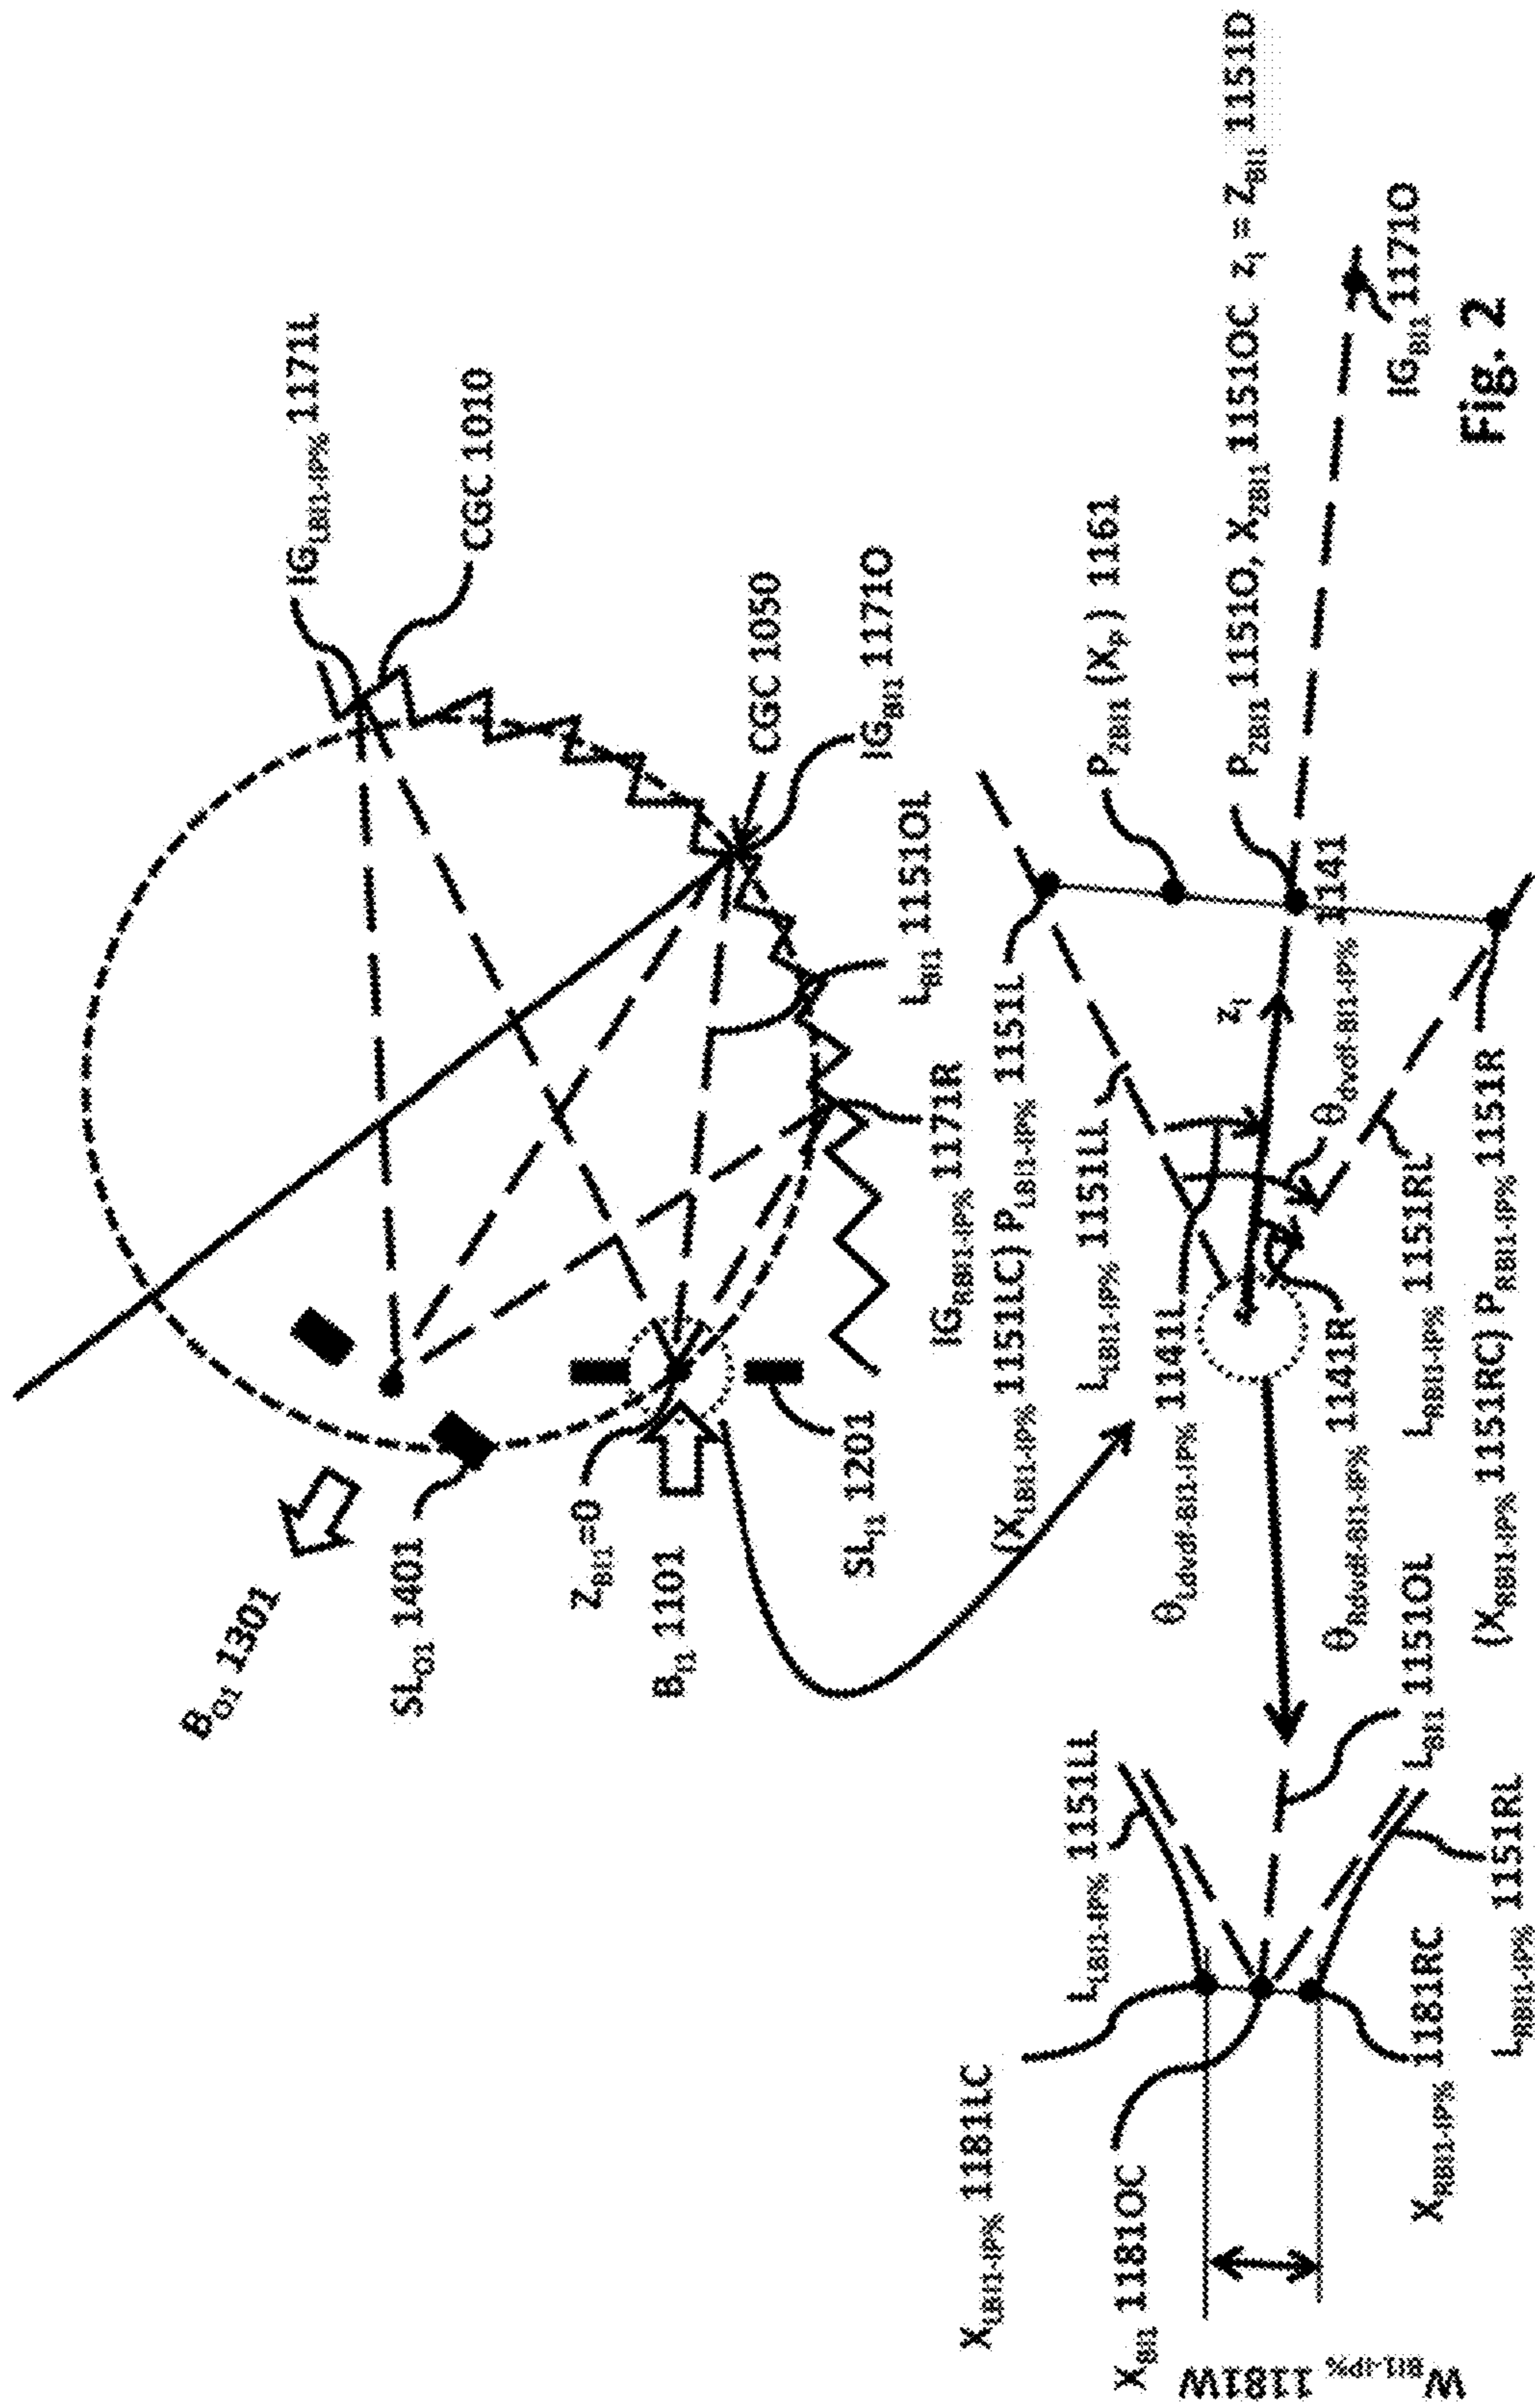 B_O1 1301
SL_O1 1401
Z_BI1=0
B_I1 1101
SL_I1 1201
IG_LBI1-IP% 1171L
CGC 1010
CGC 1050
IG_BI1 1171O
L_BI1 1151OL
IG_RBI1-IP% 1171R
(X_LBI1-IP% 1151LC) P_LBI1-IP% 1151L
L_LBI1-IP% 1151LL
θ_Ldvdf-BI1-IP% 1141L
P_ZBI1 (X_P) 1161
P_ZBI1 1151O, X_ZBI1 1151OC z_i = Z_BI1 1151D
z_i
θ_dvdf-BI1-IP% 1141
IG_BI1 1171O
θ_Rdvdf-BI1-IP% 1141R
L_RBI1-IP% 1151RL
(X_RBI1-IP% 1151RC) P_RBI1-IP% 1151R
X_LBI1-IP% 1181LC
L_LBI1-IP% 1151LL
X_BI1 1181OC
L_BI1 1151OL
W_BI1-IP% 1181W
X_RBI1-IP% 1181RC
L_RBI1-IP% 1151RL
Fig. 2